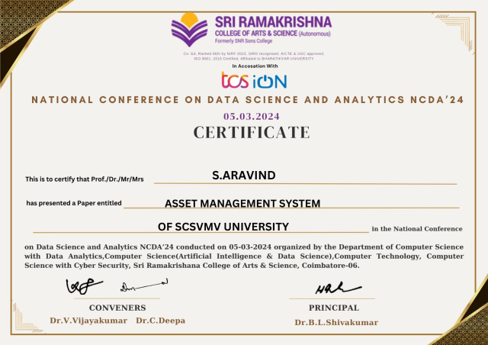 SRI RAMAKRISHNA
COLLEGE OF ARTS & SCIENCE (Autonomous)
Formerly SNR Sons College
In Accession With
tcsiON
NATIONAL CONFERENCE ON DATA SCIENCE AND ANALYTICS NCDA'24
05.03.2024
CERTIFICATE
This is to certify that Prof./Dr./Mr/Mrs S.ARAVIND
has presented a Paper entitled ASSET MANAGEMENT SYSTEM
OF SCSVMV UNIVERSITY in the National Conference
on Data Science and Analytics NCDA'24 conducted on 05-03-2024 organized by the Department of Computer Science
with Data Analytics,Computer Science(Artificial Intelligence & Data Science),Computer Technology, Computer
Science with Cyber Security, Sri Ramakrishana College of Arts & Science, Coimbatore-06.
CONVENERS PRINCIPAL
Dr.V.Vijayakumar Dr.C.Deepa Dr.B.L.Shivakumar